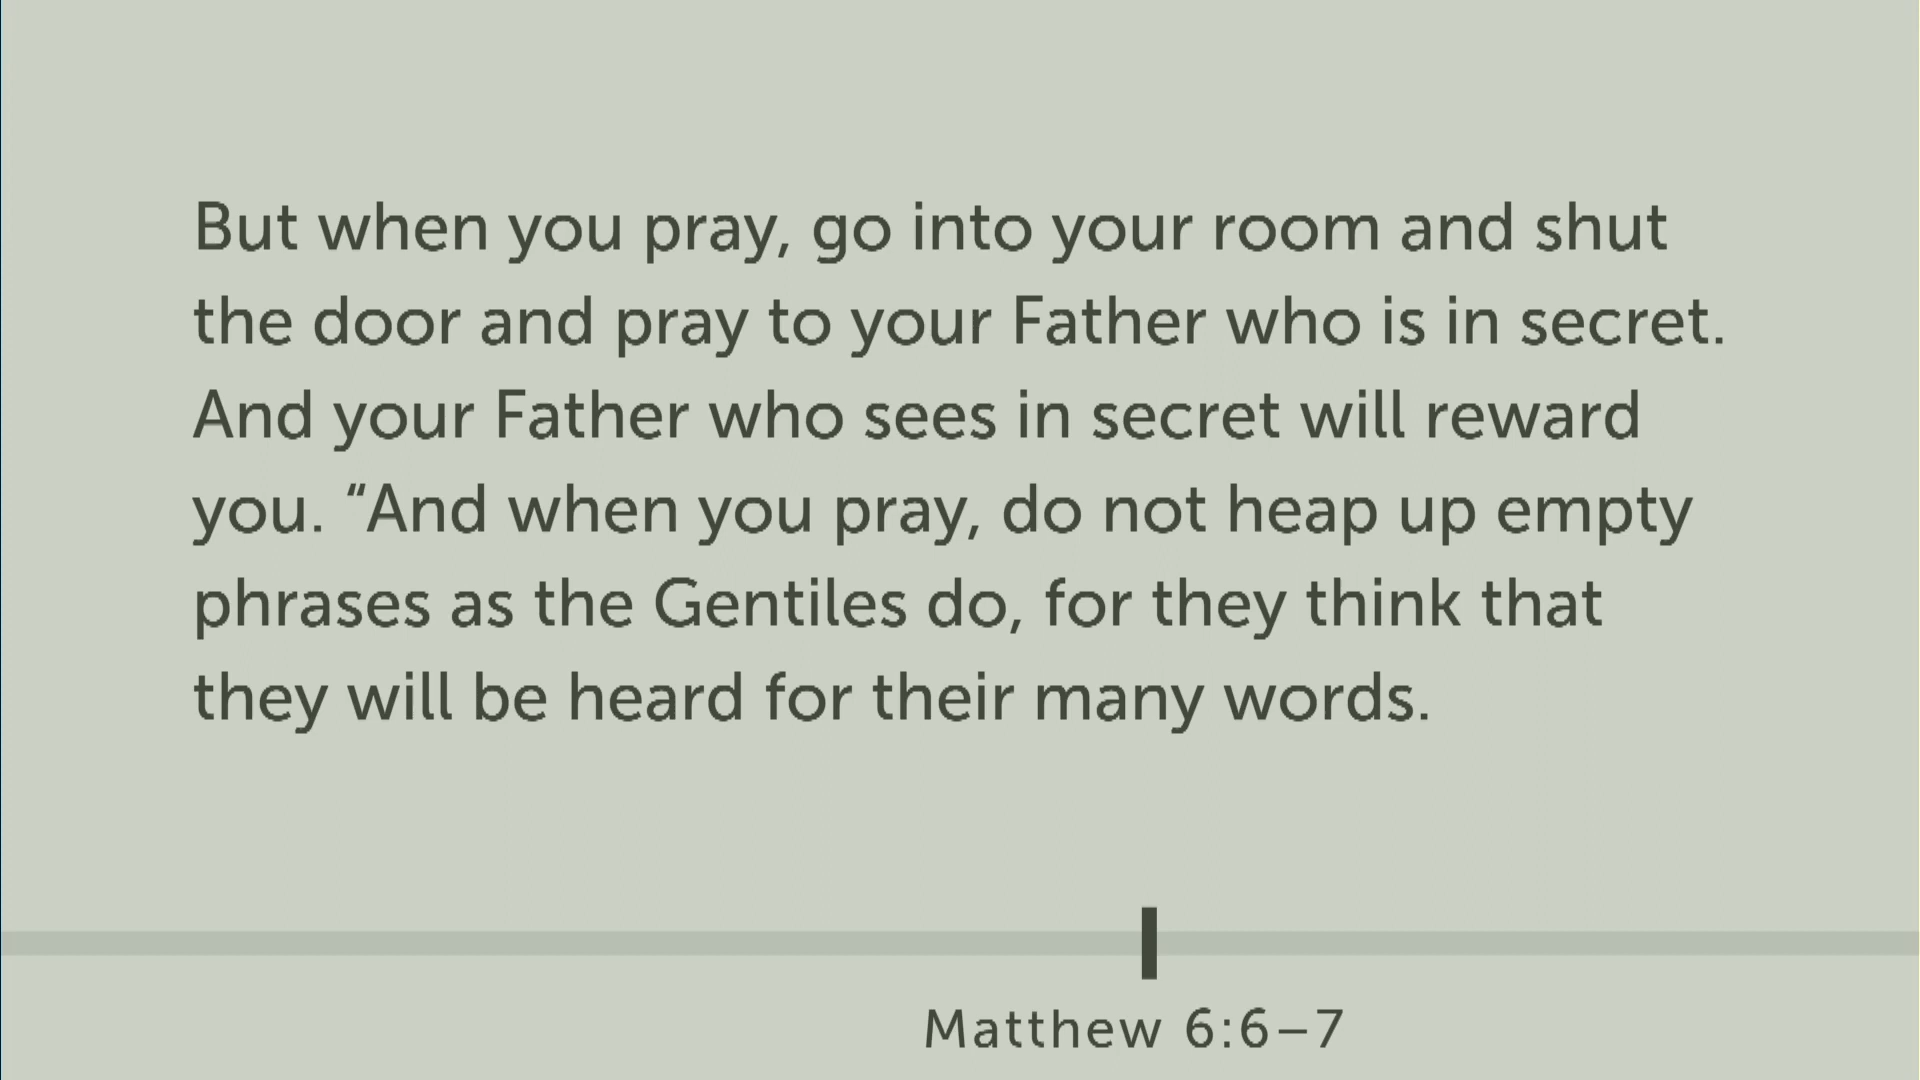 But when you pray, go into your room and shut
the door and pray to your Father who is in secret.
And your Father who sees in secret will reward
you. “And when you pray, do not heap up empty
phrases as the Gentiles do, for they think that
they will be heard for their many words.
Matthew 6:6–7